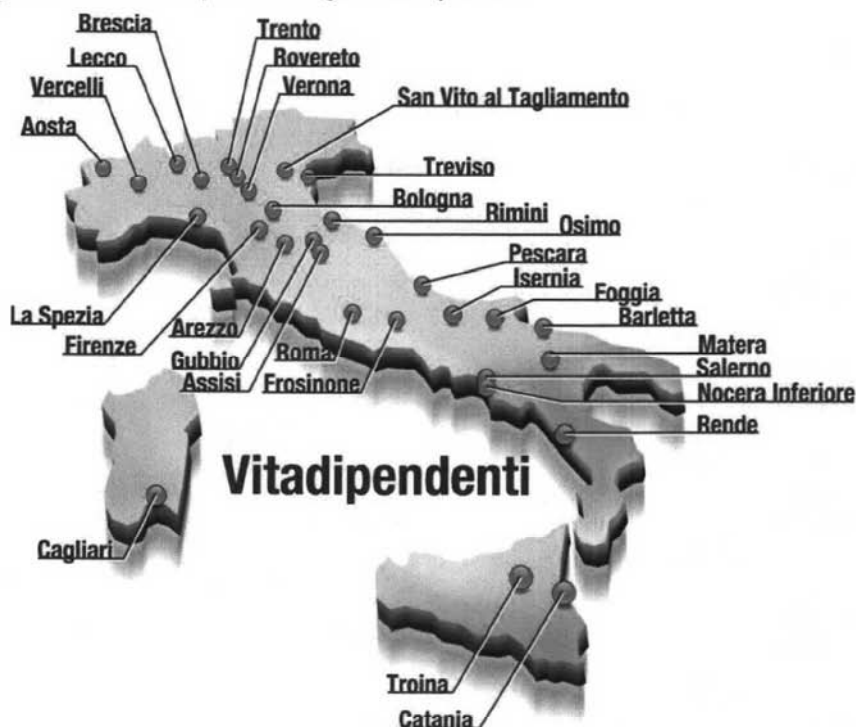 Brescia
Trento
Lecco
Rovereto
Vercelli
Verona
San Vito al Tagliamento
Aosta
Treviso
Bologna
Rimini
Osimo
Pescara
Isernia
La Spezia
Foggia
Arezzo
Barletta
Firenze
Gubbio
Roma
Matera
Assisi
Frosinone
Salerno
Nocera Inferiore
Rende
Vitadipendenti
Cagliari
Troina
Catania